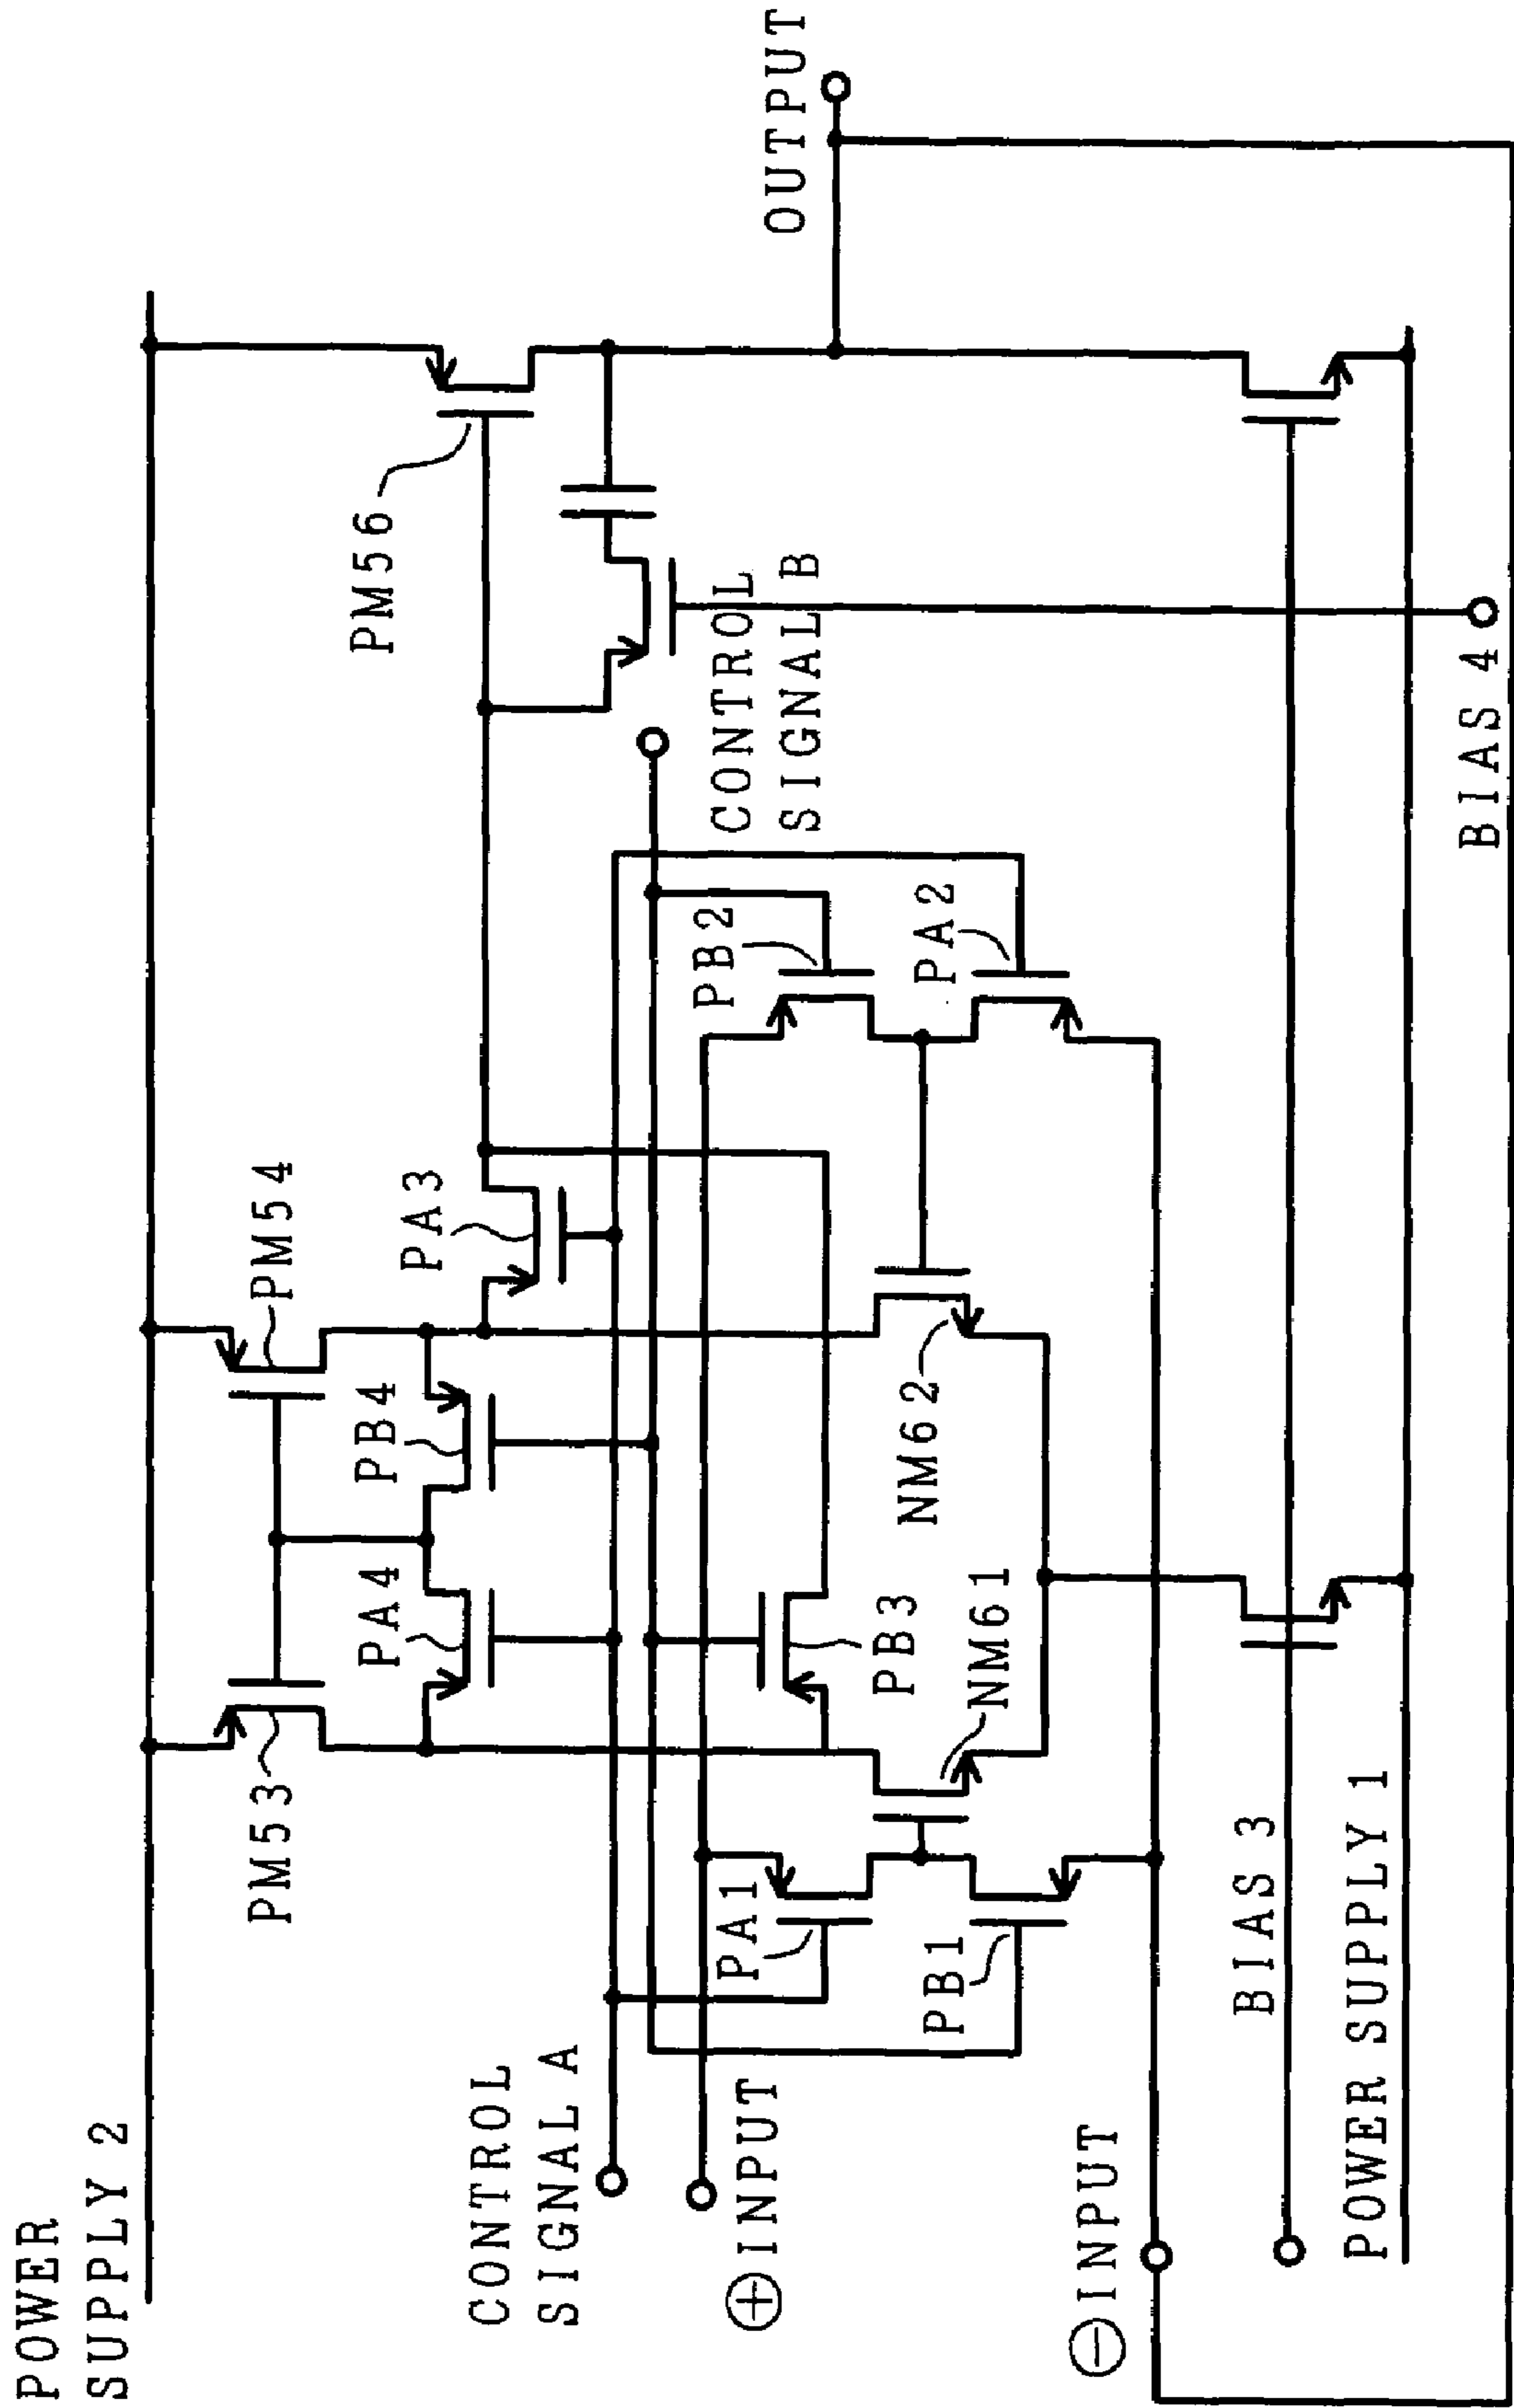 POWER
SUPPLY 2
PM53
PM54
PM56
PA4
PB4
PA3
CONTROL
SIGNAL A
CONTROL
SIGNAL B
OUTPUT
⊕INPUT
PA1
PB1
PB3
NM61
NM62
PB2
PA2
⊖INPUT
BIAS 3
POWER SUPPLY 1
BIAS 4